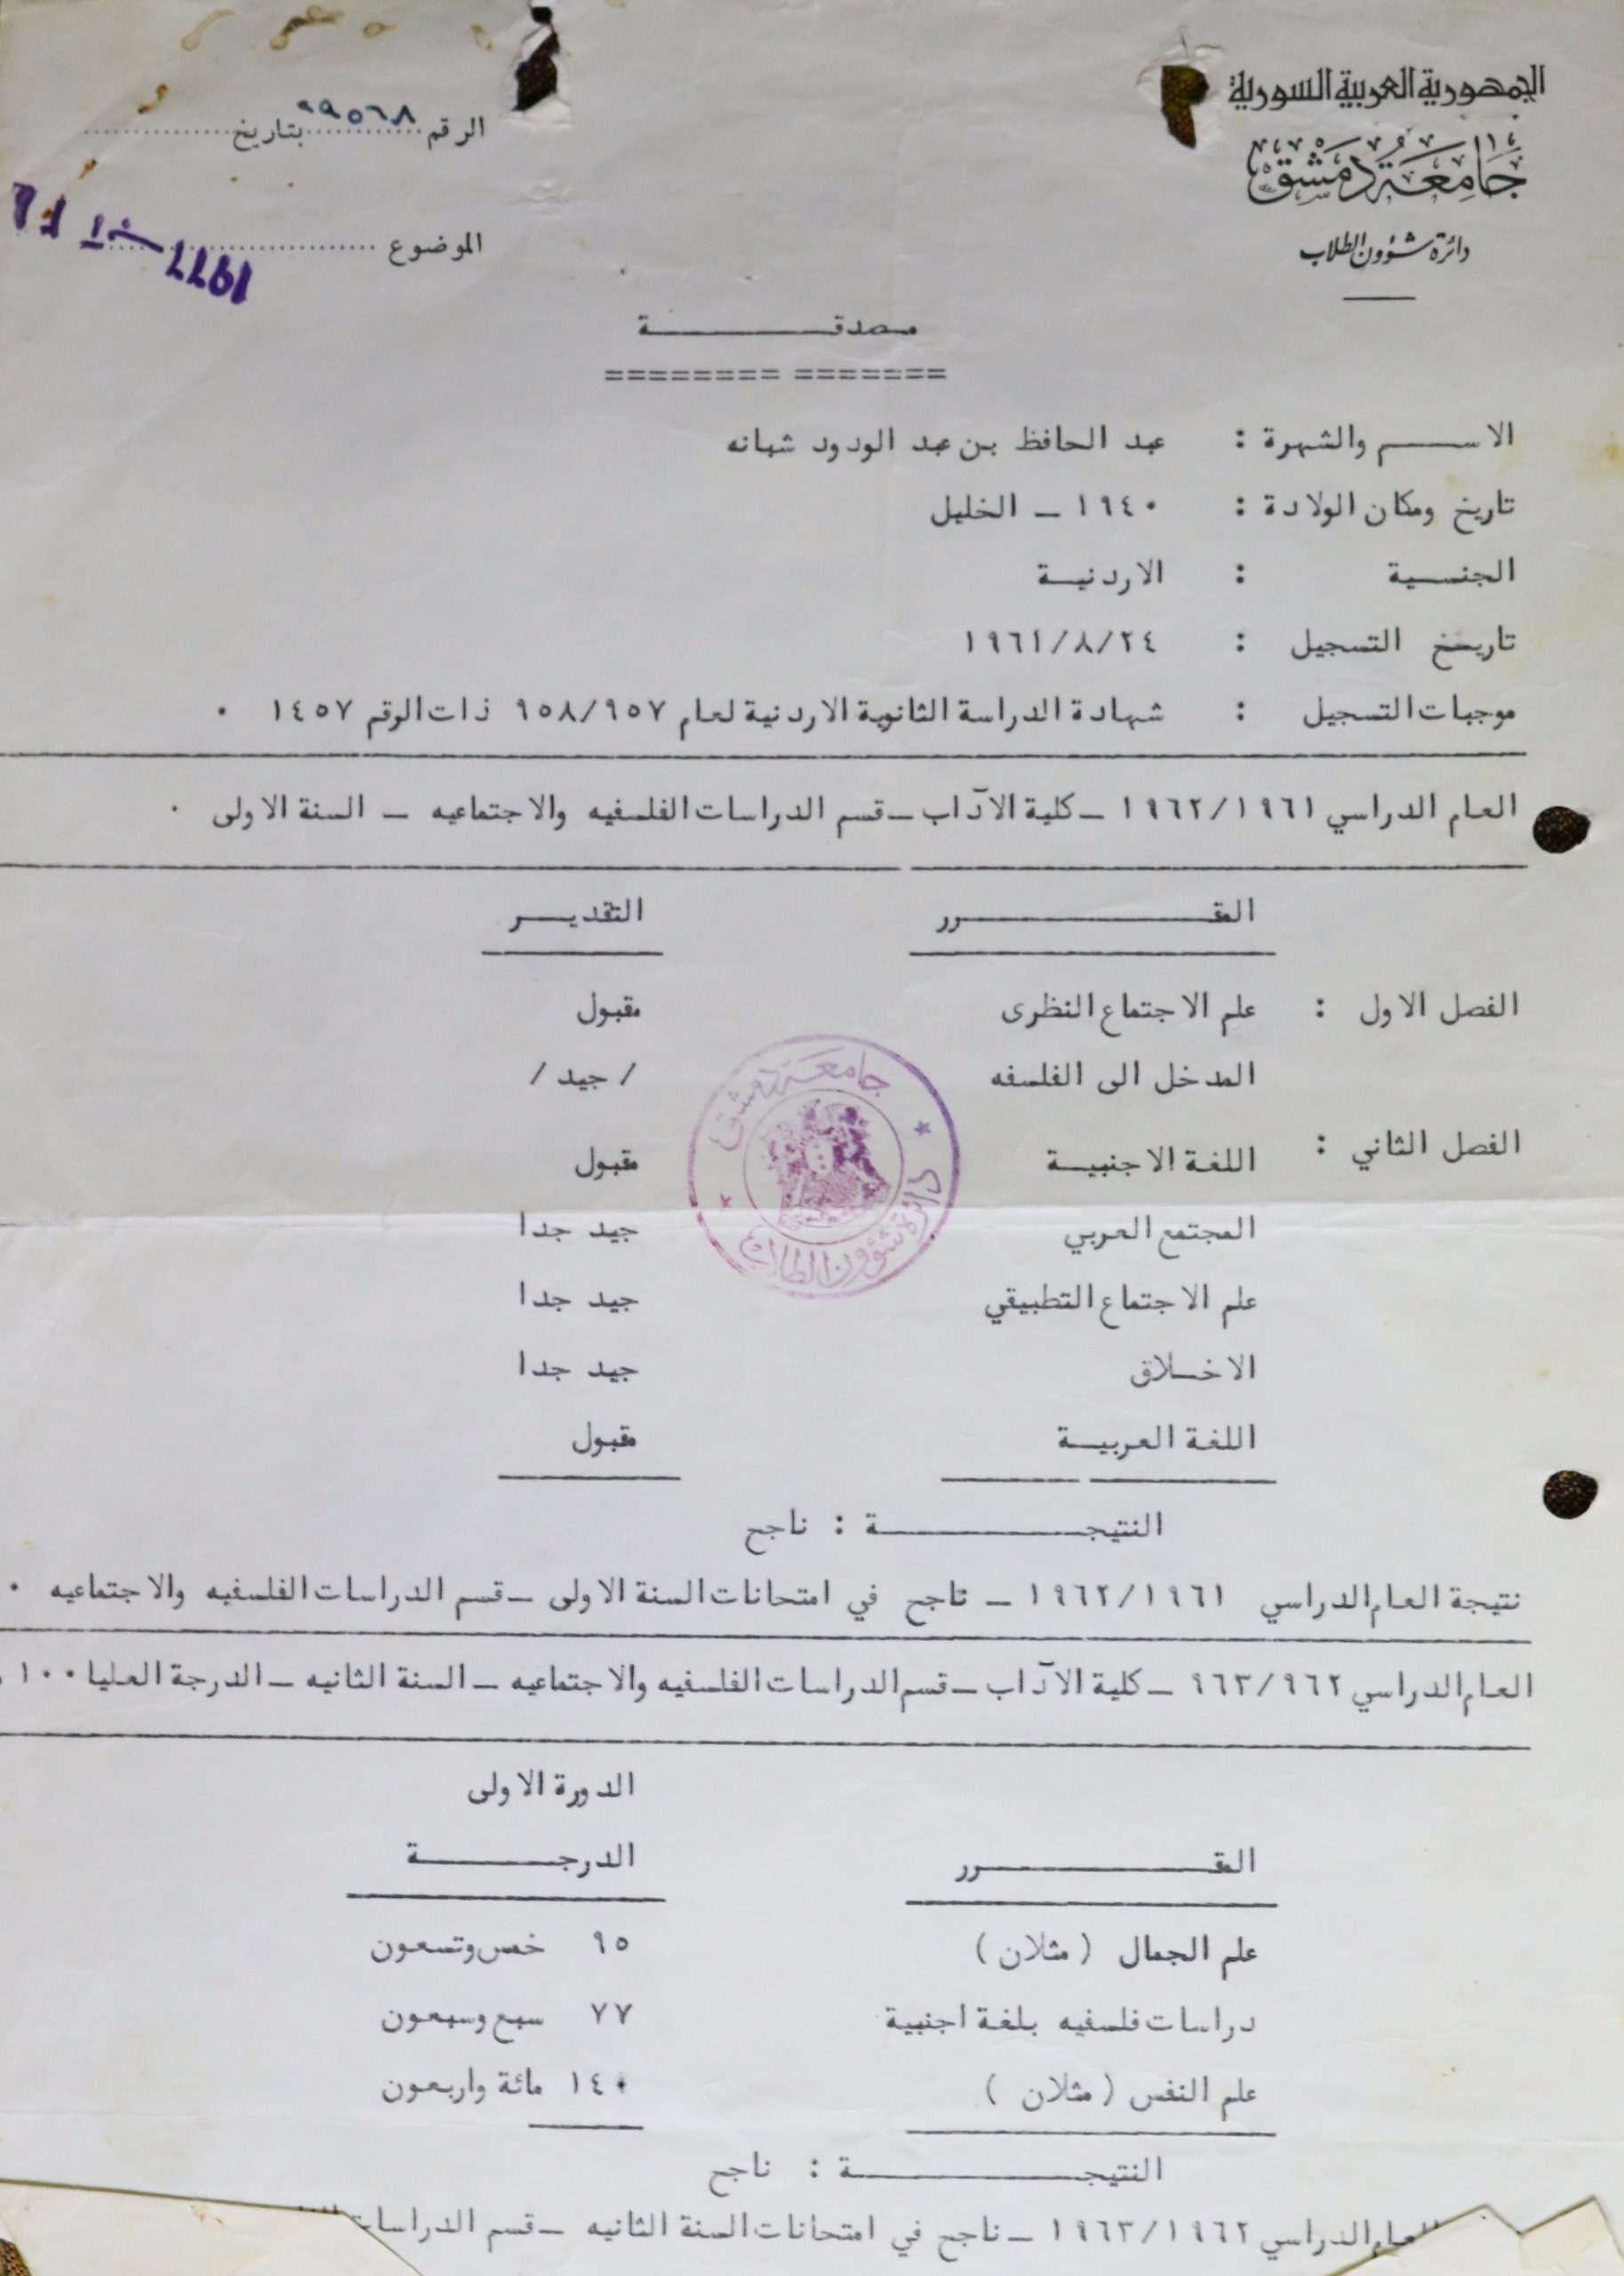 الجمهورية العربية السورية
جامعة دمشق
دائرة شؤون الطلاب
الرقم ٩٩٥٦٨ بتاريخ
الموضوع
١٩٦٦
مصدقة
الاسم والشهرة : عبد الحافظ بن عبد الودود شبانه
تاريخ ومكان الولادة : ١٩٤٠ - الخليل
الجنسية : الاردنية
تاريخ التسجيل : ١٩٦١/٨/٢٤
موجبات التسجيل : شهادة الدراسة الثانوية الاردنية لعام ٩٥٨/٩٥٧ ذات الرقم ١٤٥٧ .
العام الدراسي ١٩٦٢/١٩٦١ - كلية الآداب - قسم الدراسات الفلسفيه والاجتماعيه - السنة الاولى .
المقرر التقدير
الفصل الاول : علم الاجتماع النظرى مقبول
المدخل الى الفلسفه / جيد /
الفصل الثاني : اللغة الاجنبية مقبول
المجتمع العربي جيد جدا
علم الاجتماع التطبيقي جيد جدا
الاخلاق جيد جدا
اللغة العربية مقبول
جامعة دمشق
دائرة شؤون الطلاب
النتيجة : ناجح
نتيجة العام الدراسي ١٩٦٢/١٩٦١ - ناجح في امتحانات السنة الاولى - قسم الدراسات الفلسفيه والاجتماعيه .
العام الدراسي ٩٦٣/٩٦٢ - كلية الآداب - قسم الدراسات الفلسفيه والاجتماعيه - السنة الثانيه - الدرجة العليا ١٠٠
الدورة الاولى
المقرر الدرجة
علم الجمال ( مثلان ) ٩٥ خمس وتسعون
دراسات فلسفيه بلغة اجنبية ٧٧ سبع وسبعون
علم النفس ( مثلان ) ١٤٠ مائة واربعون
النتيجة : ناجح
العام الدراسي ١٩٦٣/١٩٦٢ - ناجح في امتحانات السنة الثانيه - قسم الدراسات